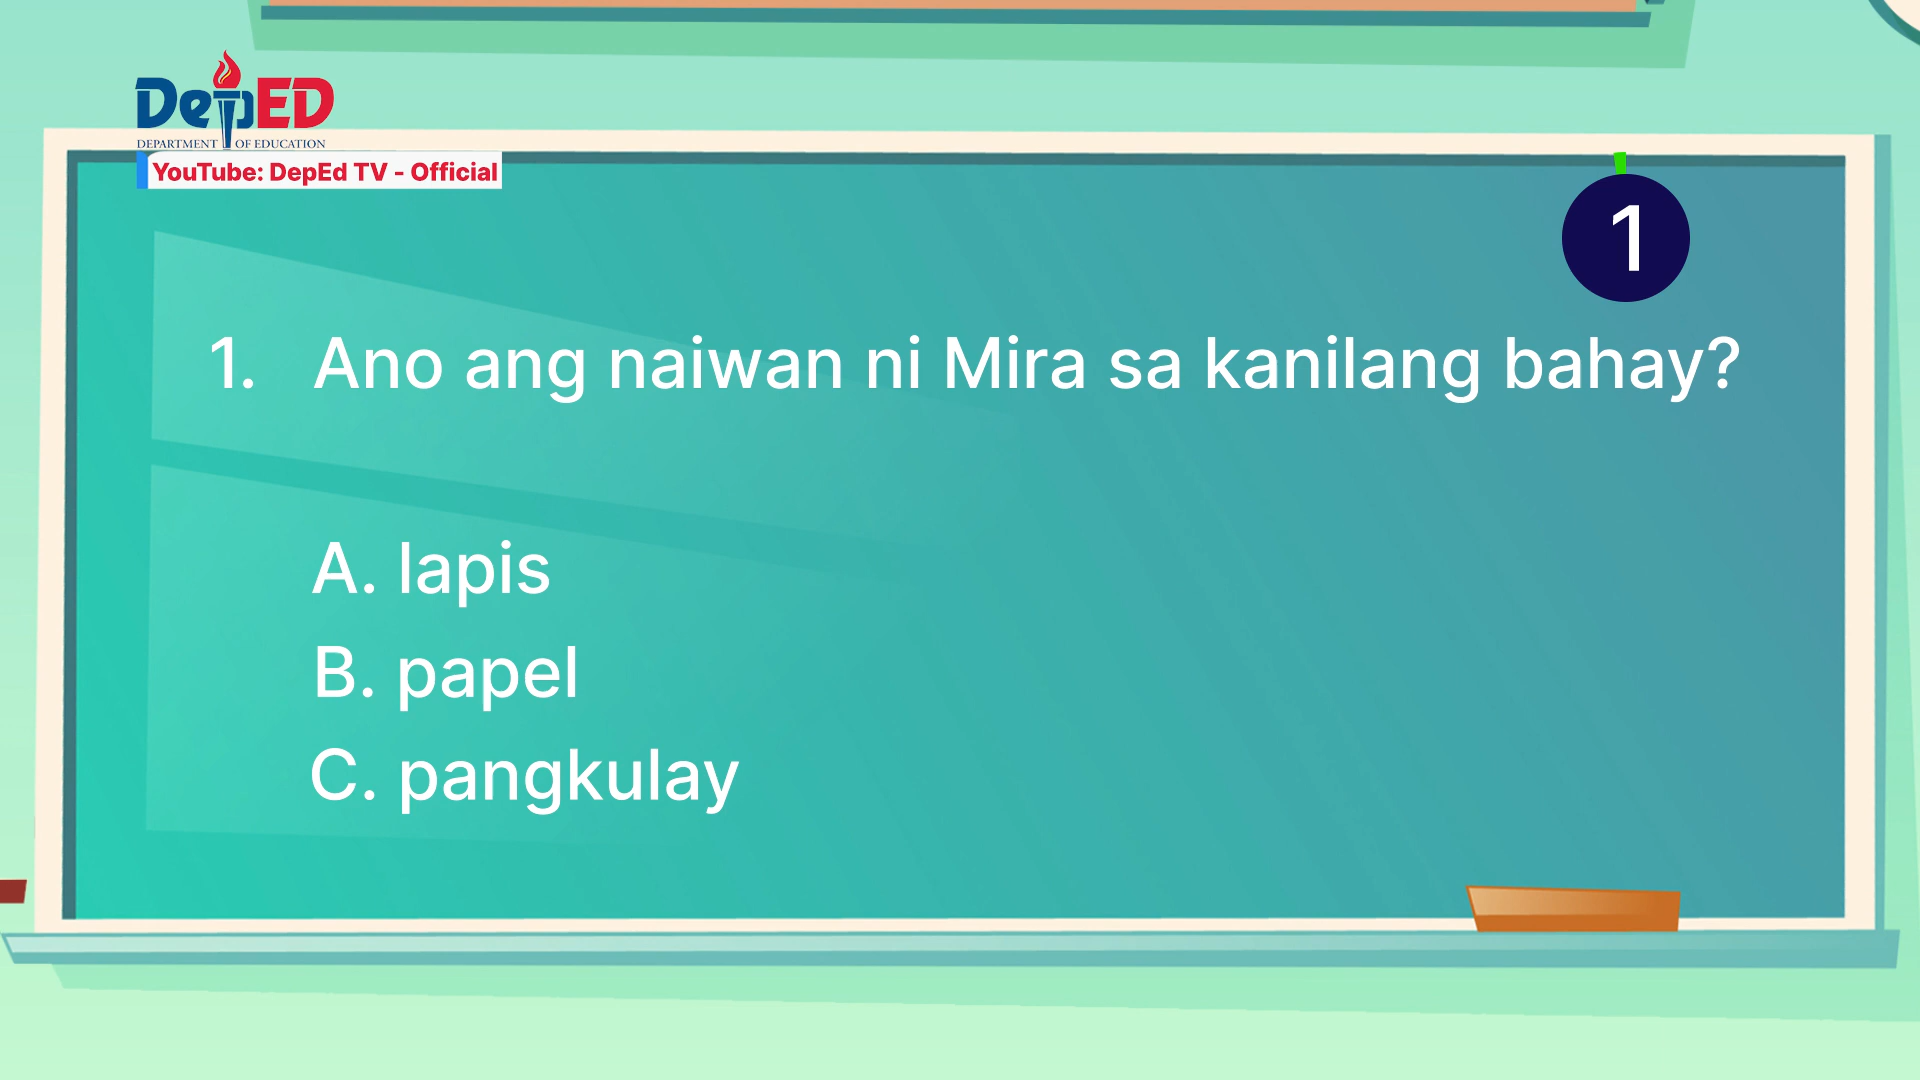 DepED
DEPARTMENT OF EDUCATION
YouTube: DepEd TV - Official
1
1. Ano ang naiwan ni Mira sa kanilang bahay?
A. lapis
B. papel
C. pangkulay